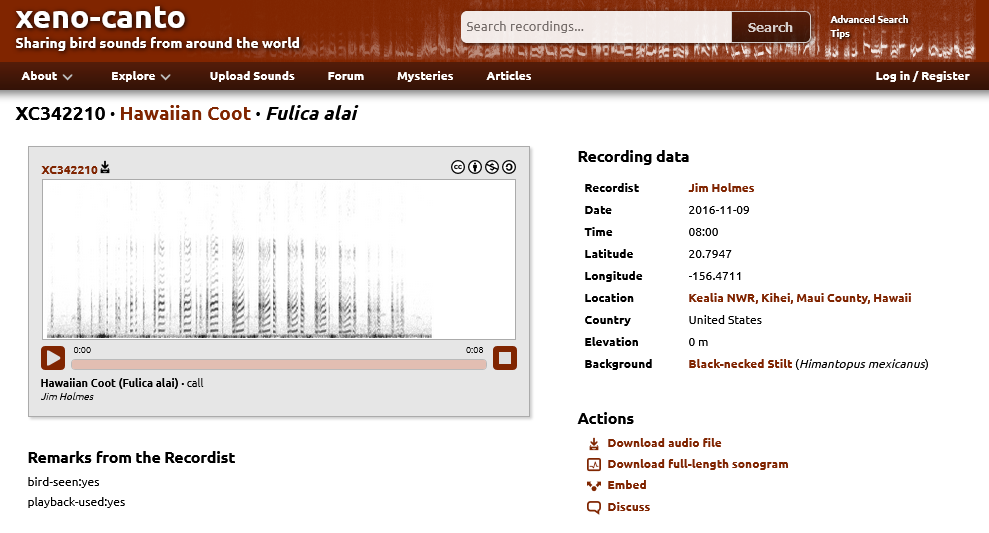 xeno-canto
Sharing bird sounds from around the world
Search recordings...
Search
Advanced Search
Tips
About
Explore
Upload Sounds
Forum
Mysteries
Articles
Log in / Register
XC342210 · Hawaiian Coot · Fulica alai
XC342210
cc
0:00
0:08
Hawaiian Coot (Fulica alai) · call
Jim Holmes
Remarks from the Recordist
bird-seen:yes
playback-used:yes
Recording data
Recordist Jim Holmes
Date 2016-11-09
Time 08:00
Latitude 20.7947
Longitude -156.4711
Location Kealia NWR, Kihei, Maui County, Hawaii
Country United States
Elevation 0 m
Background Black-necked Stilt (Himantopus mexicanus)
Actions
Download audio file
Download full-length sonogram
Embed
Discuss